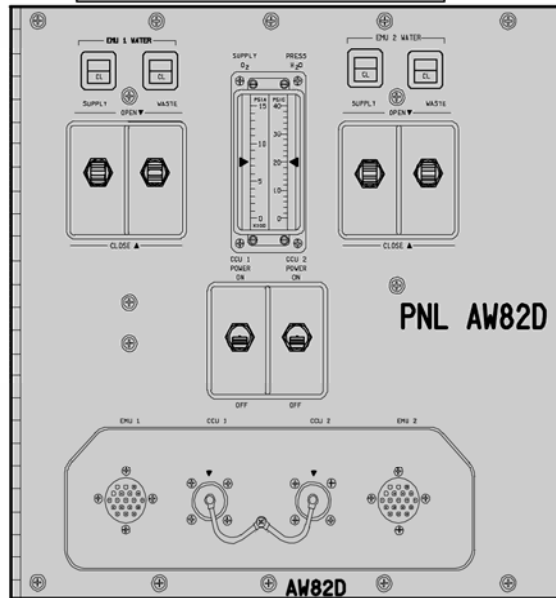 EMU 1 WATER
CL
CL
SUPPLY
WASTE
OPEN▼
CLOSE ▲
SUPPLY
O2
PRESS
H2O
PSIA
PSIG
15
10
5
0
40
30
20
10
0
EMU 2 WATER
CL
CL
SUPPLY
WASTE
OPEN▼
CLOSE ▲
CCU 1
POWER
ON
CCU 2
POWER
ON
OFF
OFF
PNL AW82D
EMU 1
CCU 1
CCU 2
EMU 2
AW82D